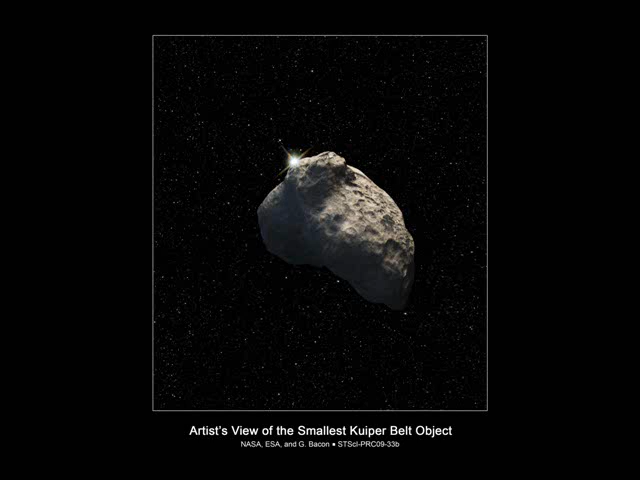 Artist's View of the Smallest Kuiper Belt Object
NASA, ESA, and G. Bacon ▪ STScI-PRC09-33b